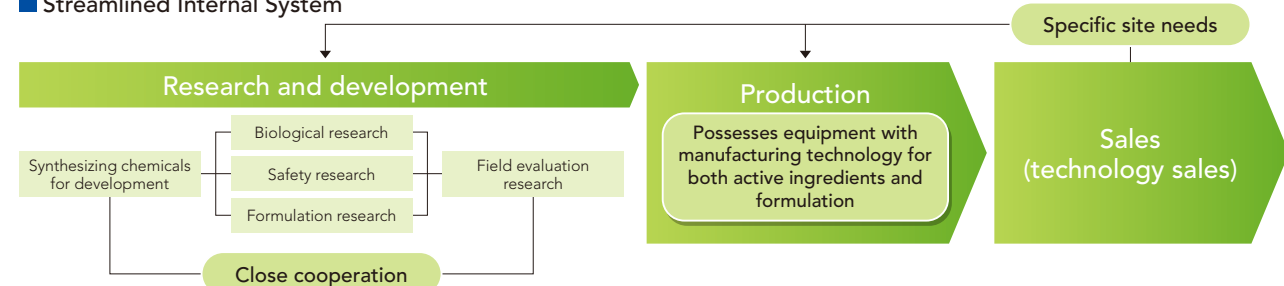 Streamlined Internal System
Specific site needs
Research and development
Synthesizing chemicals
for development
Biological research
Safety research
Formulation research
Field evaluation
research
Close cooperation
Production
Possesses equipment with
manufacturing technology for
both active ingredients and
formulation
Sales
(technology sales)